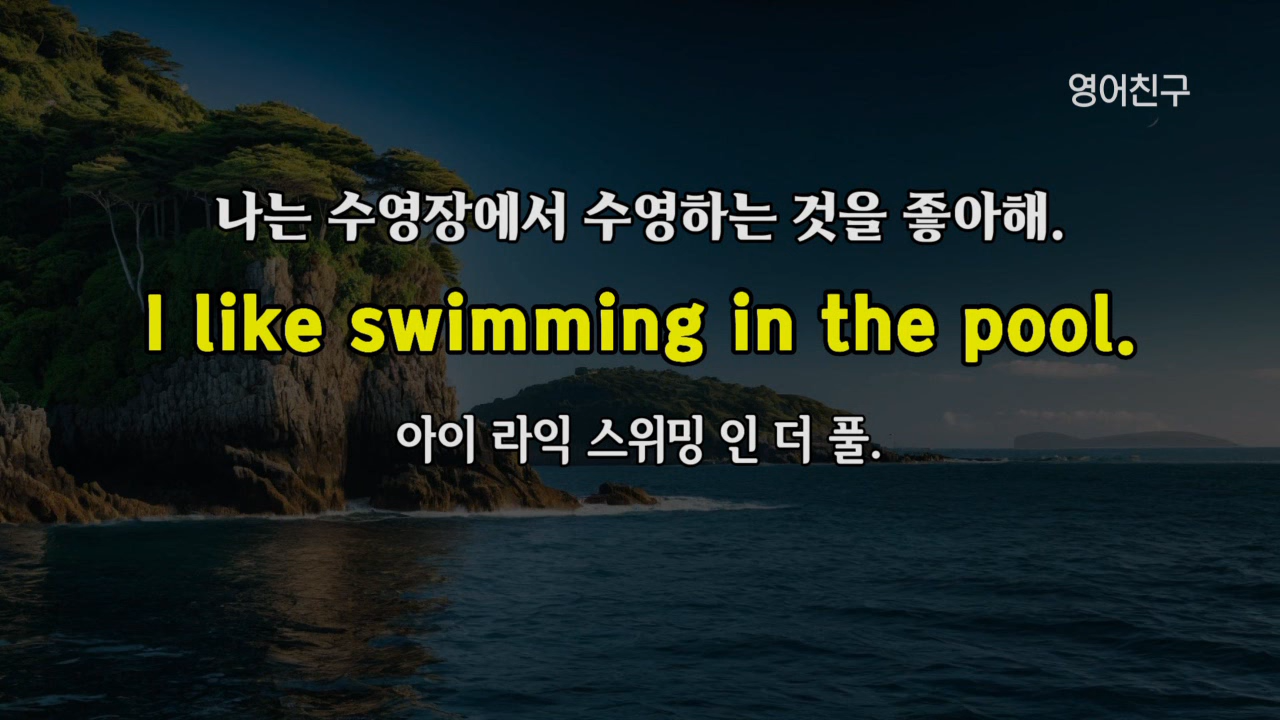 영어친구
나는 수영장에서 수영하는 것을 좋아해.
I like swimming in the pool.
아이 라익 스위밍 인 더 풀.